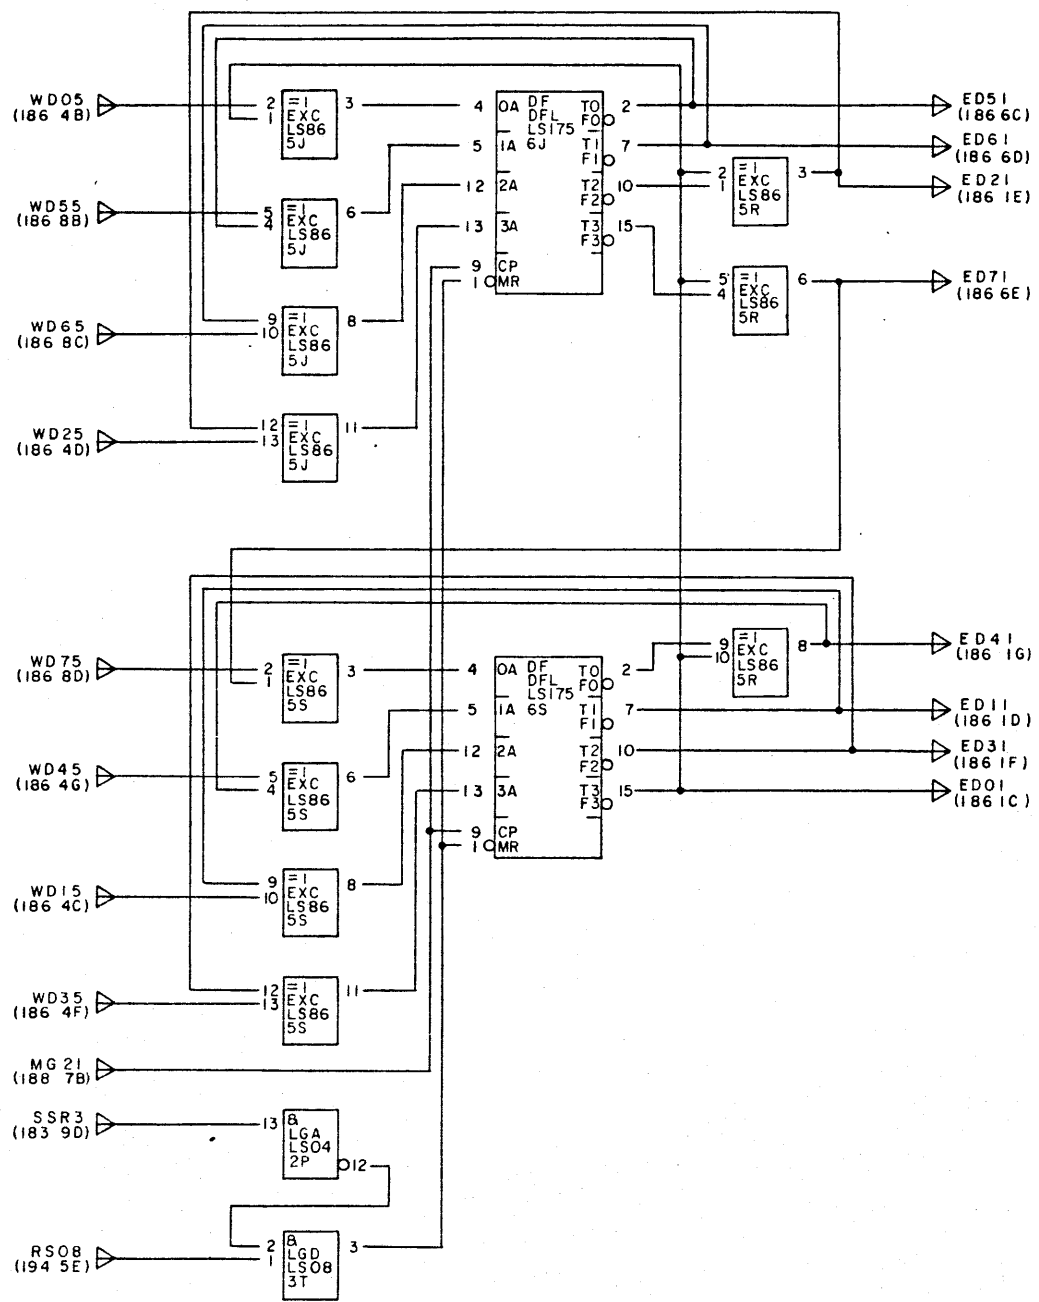 WD05
(186 4B)
2
1
=1
EXC
LS86
5J
3
WD55
(186 8B)
5
4
=1
EXC
LS86
5J
6
WD65
(186 8C)
9
10
=1
EXC
LS86
5J
8
WD25
(186 4D)
12
13
=1
EXC
LS86
5J
11
4 0A DF T0 2
DFL F0
LS175
5 1A 6J T1 7
F1
12 2A T2 10
F2
13 3A T3 15
F3
9 CP
1 MR
2
1
=1
EXC
LS86
5R
3
5
4
=1
EXC
LS86
5R
6
ED51
(186 6C)
ED61
(186 6D)
ED21
(186 1E)
ED71
(186 6E)
WD75
(186 8D)
2
1
=1
EXC
LS86
5S
3
WD45
(186 4G)
5
4
=1
EXC
LS86
5S
6
WD15
(186 4C)
9
10
=1
EXC
LS86
5S
8
WD35
(186 4F)
12
13
=1
EXC
LS86
5S
11
4 0A DF T0 2
DFL F0
LS175
5 1A 6S T1 7
F1
12 2A T2 10
F2
13 3A T3 15
F3
9 CP
1 MR
9
10
=1
EXC
LS86
5R
8
ED41
(186 1G)
ED11
(186 1D)
ED31
(186 1F)
ED01
(186 1C)
MG21
(188 7B)
SSR3
(183 9D)
13
&
LGA
LS04
2P
12
RS08
(194 5E)
2
1
&
LGD
LS08
3T
3